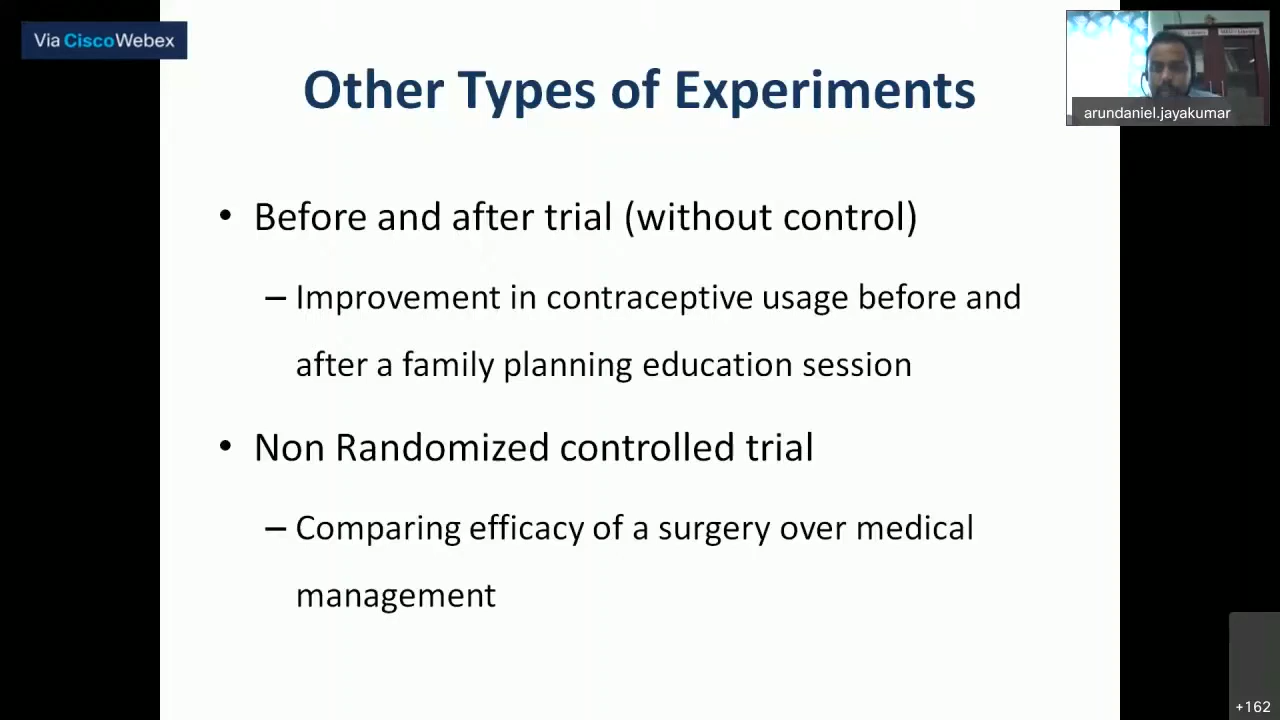 Via CiscoWebex
Other Types of Experiments
arundaniel.jayakumar
• Before and after trial (without control)
– Improvement in contraceptive usage before and
after a family planning education session
• Non Randomized controlled trial
– Comparing efficacy of a surgery over medical
management
+162